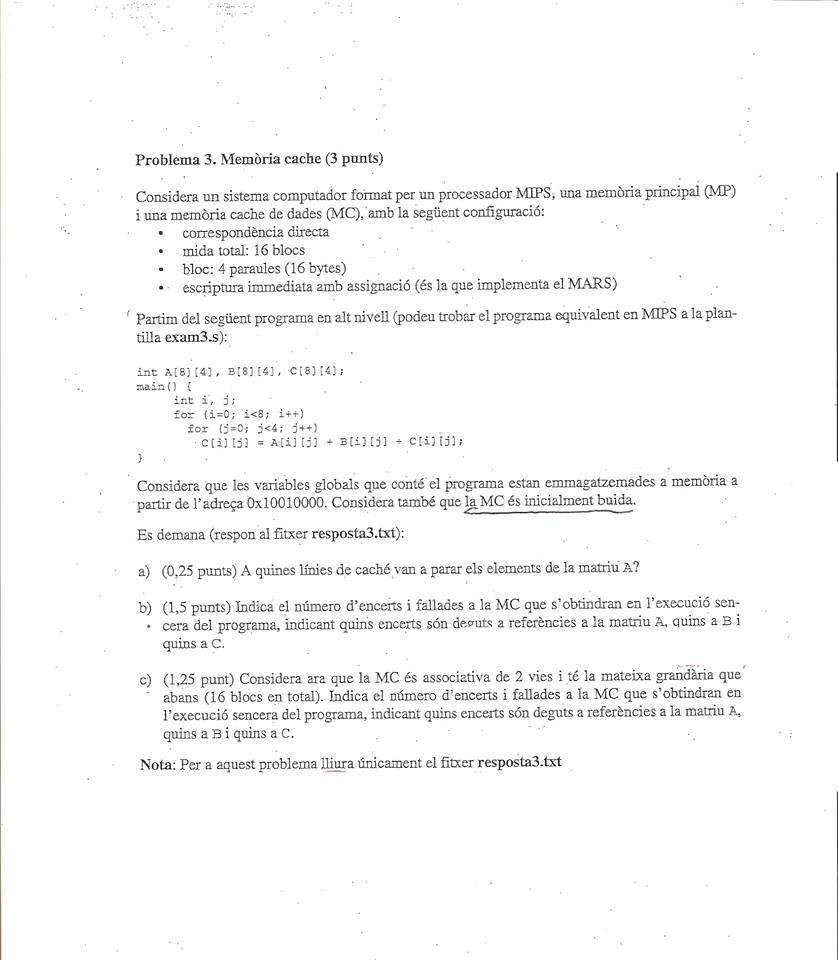 Problema 3. Memòria cache (3 punts)
Considera un sistema computador format per un processador MIPS, una memòria principal (MP)
i una memòria cache de dades (MC), amb la següent configuració:
• correspondència directa
• mida total: 16 blocs
• bloc: 4 paraules (16 bytes)
• escriptura immediata amb assignació (és la que implementa el MARS)
Partim del següent programa en alt nivell (podeu trobar el programa equivalent en MIPS a la plan-
tilla exam3.s):
int A[8][4], B[8][4], C[8][4];
main() {
int i, j;
for (i=0; i<8; i++)
for (j=0; j<4; j++)
C[i][j] = A[i][j] + B[i][j] + C[i][j];
}
Considera que les variables globals que conté el programa estan emmagatzemades a memòria a
partir de l'adreça 0x10010000. Considera també que la MC és inicialment buida.
Es demana (respon al fitxer resposta3.txt):
a) (0,25 punts) A quines línies de caché van a parar els elements de la matriu A?
b) (1,5 punts) Indica el número d'encerts i fallades a la MC que s'obtindran en l'execució sen-
cera del programa, indicant quins encerts són deguts a referències a la matriu A, quins a B i
quins a C.
c) (1,25 punt) Considera ara que la MC és associativa de 2 vies i té la mateixa grandària que
abans (16 blocs en total). Indica el número d'encerts i fallades a la MC que s'obtindran en
l'execució sencera del programa, indicant quins encerts són deguts a referències a la matriu A,
quins a B i quins a C.
Nota: Per a aquest problema lliura únicament el fitxer resposta3.txt